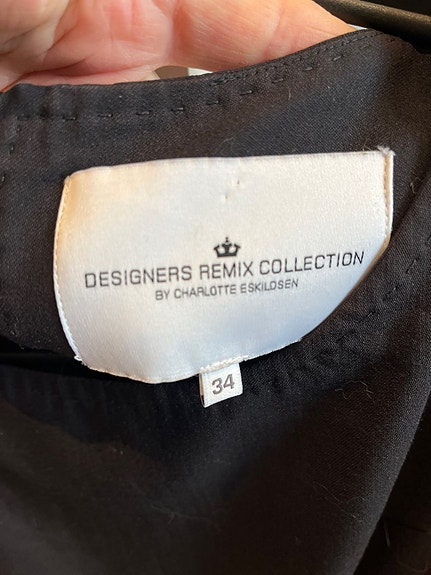 DESIGNERS REMIX COLLECTION
BY CHARLOTTE ESKILDSEN
34